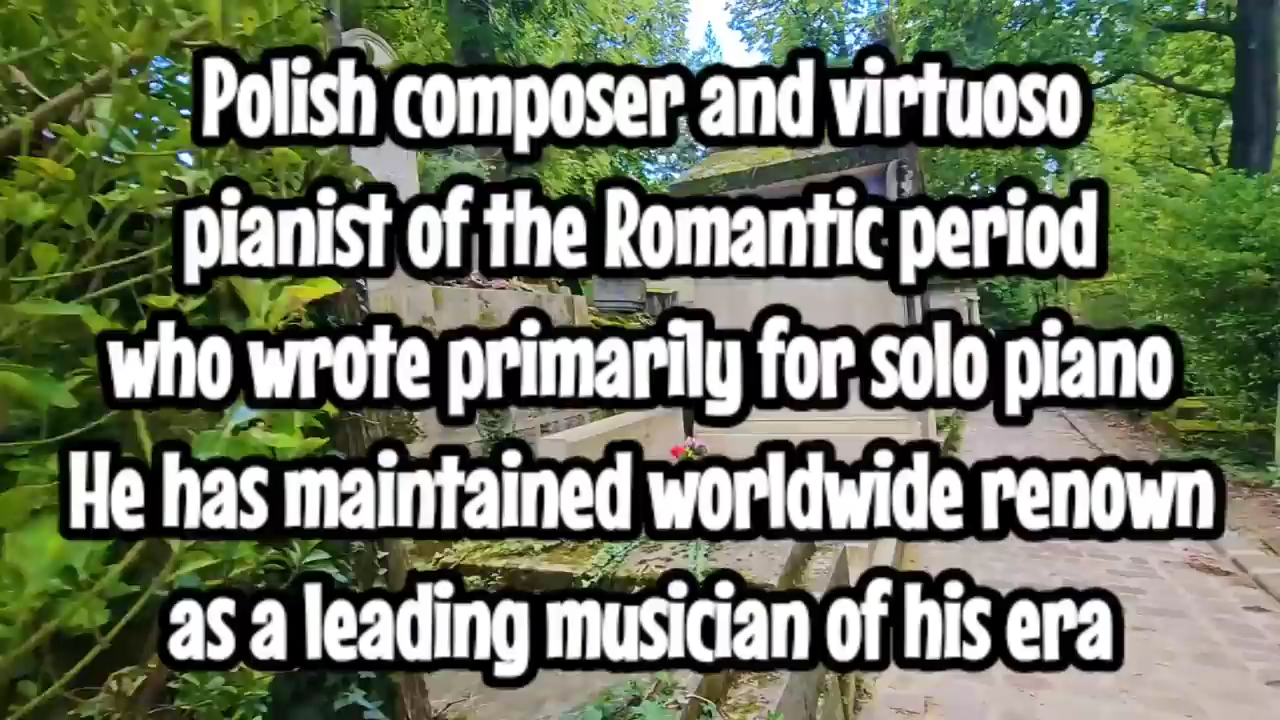 Polish composer and virtuoso
pianist of the Romantic period
who wrote primarily for solo piano
He has maintained worldwide renown
as a leading musician of his era